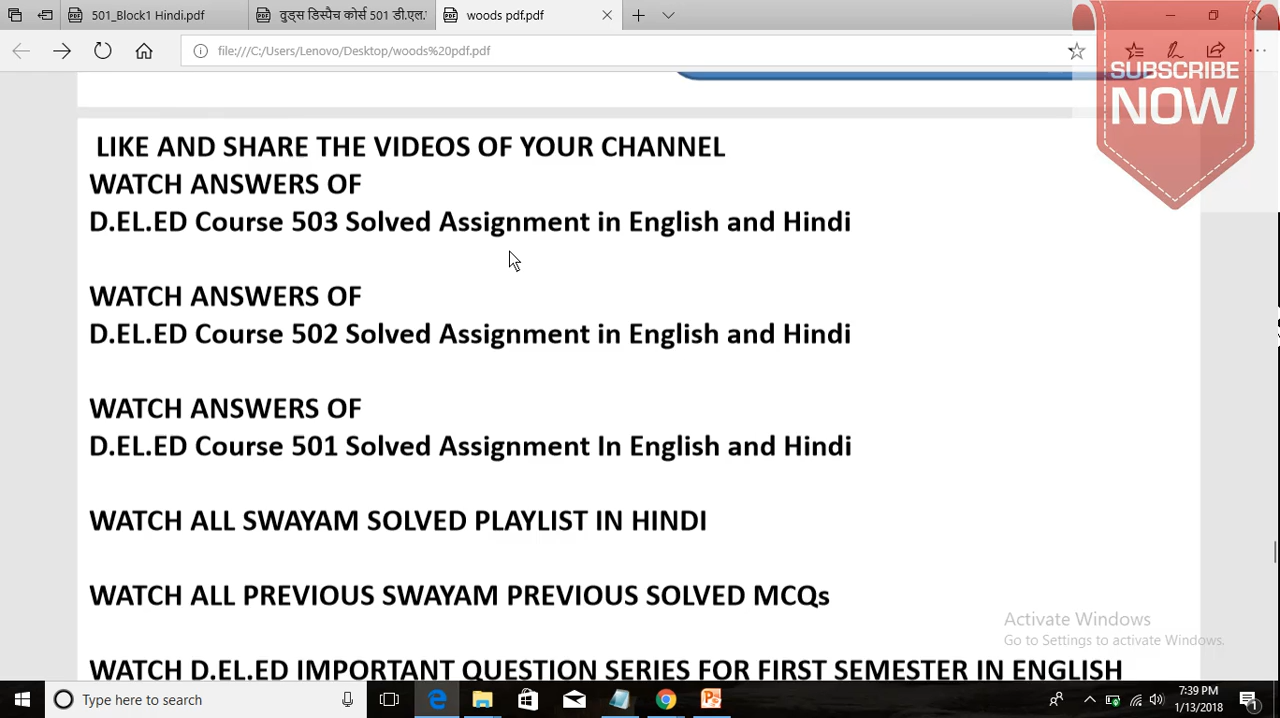 501_Block1 Hindi.pdf
वुड्स डिस्पैच कोर्स 501 डी.एल.
woods pdf.pdf
file:///C:/Users/Lenovo/Desktop/woods%20pdf.pdf
SUBSCRIBE
NOW
LIKE AND SHARE THE VIDEOS OF YOUR CHANNEL
WATCH ANSWERS OF
D.EL.ED Course 503 Solved Assignment in English and Hindi
WATCH ANSWERS OF
D.EL.ED Course 502 Solved Assignment in English and Hindi
WATCH ANSWERS OF
D.EL.ED Course 501 Solved Assignment In English and Hindi
WATCH ALL SWAYAM SOLVED PLAYLIST IN HINDI
WATCH ALL PREVIOUS SWAYAM PREVIOUS SOLVED MCQs
Activate Windows
Go to Settings to activate Windows.
WATCH D.EL.ED IMPORTANT QUESTION SERIES FOR FIRST SEMESTER IN ENGLISH
Type here to search
7:39 PM
1/13/2018
1